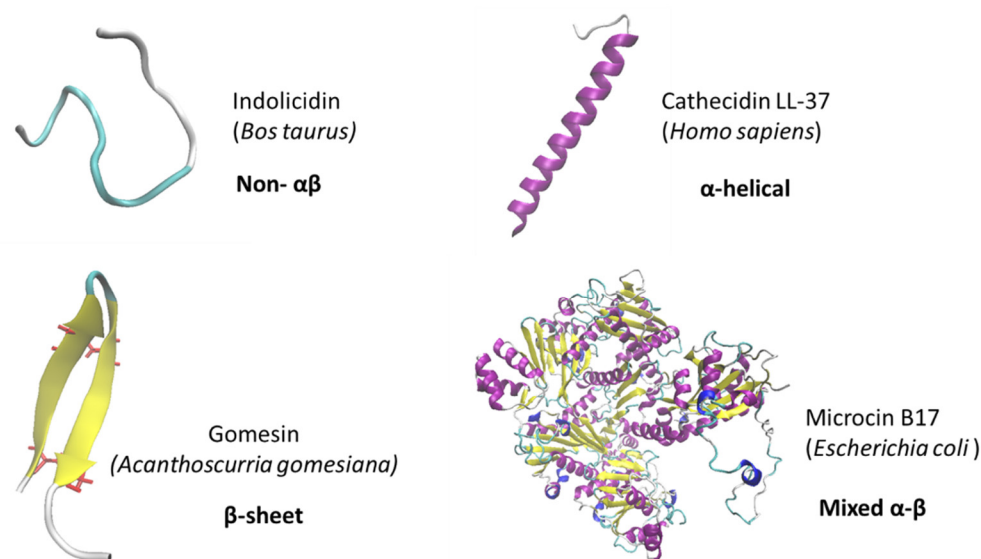 Indolicidin
(Bos taurus)
Non- αβ
Cathecidin LL-37
(Homo sapiens)
α-helical
Gomesin
(Acanthoscurria gomesiana)
β-sheet
Microcin B17
(Escherichia coli )
Mixed α-β